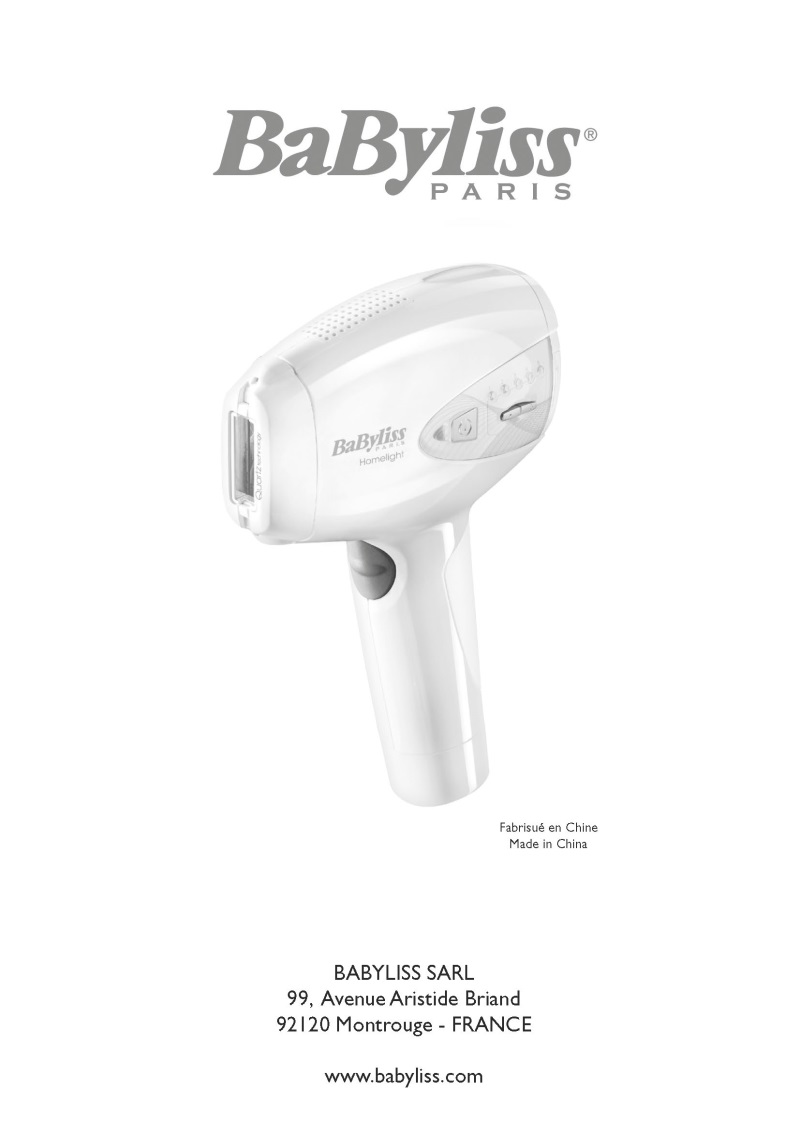 BaByliss®
PARIS
BaByliss
PARIS
Homelight
Quartz
Fabrisué en Chine
Made in China
BABYLISS SARL
99, Avenue Aristide Briand
92120 Montrouge - FRANCE
www.babyliss.com